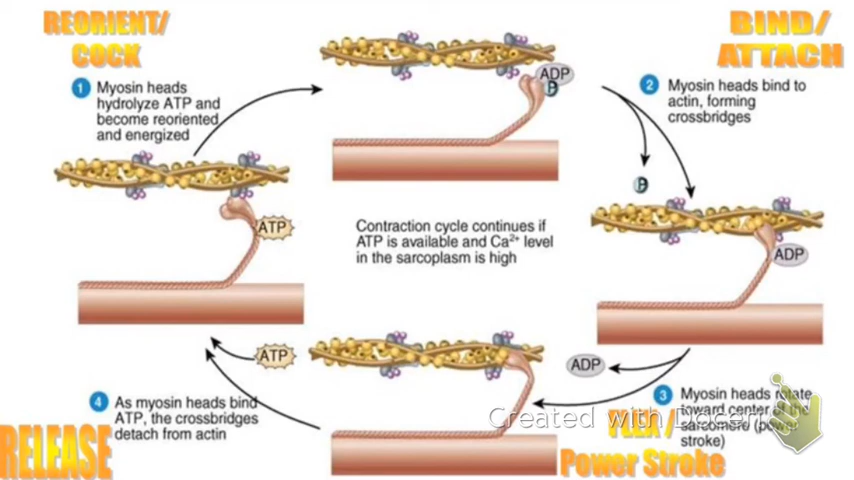 REORIENT/
COCK
1 Myosin heads
hydrolyze ATP and
become reoriented
and energized
ADP
P
BIND/
ATTACH
2 Myosin heads bind to
actin, forming
crossbridges
P
ATP
Contraction cycle continues if
ATP is available and Ca2+ level
in the sarcoplasm is high
ADP
ATP
ADP
4 As myosin heads bind
ATP, the crossbridges
detach from actin
RELEASE
3 Myosin heads rotate
toward center of the
sarcomere (power
stroke)
Created with
FLEX/
Power Stroke